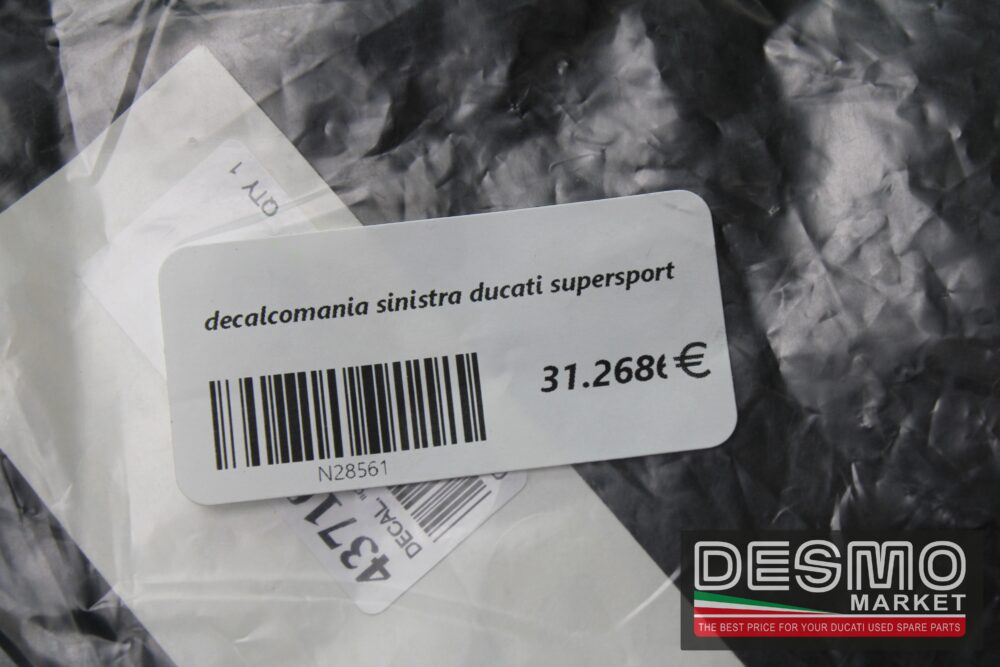 QTY 1
decalcomania sinistra ducati supersport
31.268€
N28561
DECAL
DESMO
MARKET
THE BEST PRICE FOR YOUR DUCATI USED SPARE PARTS